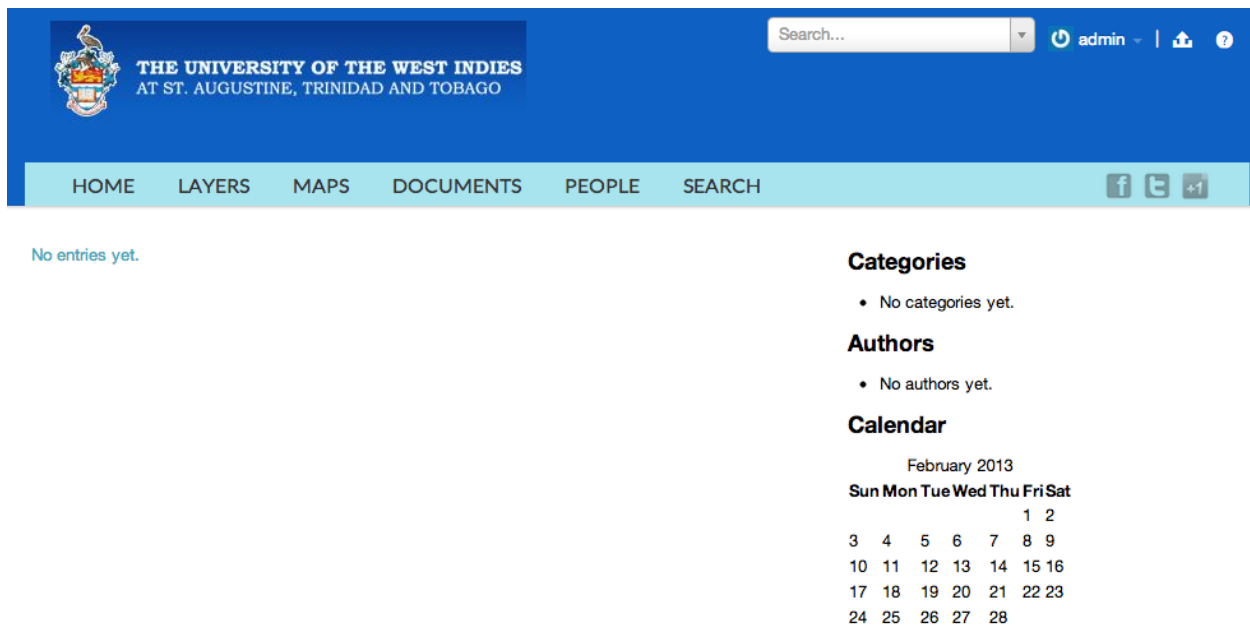 THE UNIVERSITY OF THE WEST INDIES
AT ST. AUGUSTINE, TRINIDAD AND TOBAGO
Search...
admin
|
?
HOME LAYERS MAPS DOCUMENTS PEOPLE SEARCH
f t +1
No entries yet.
Categories
• No categories yet.
Authors
• No authors yet.
Calendar
February 2013
Sun Mon Tue Wed Thu Fri Sat
1 2
3 4 5 6 7 8 9
10 11 12 13 14 15 16
17 18 19 20 21 22 23
24 25 26 27 28